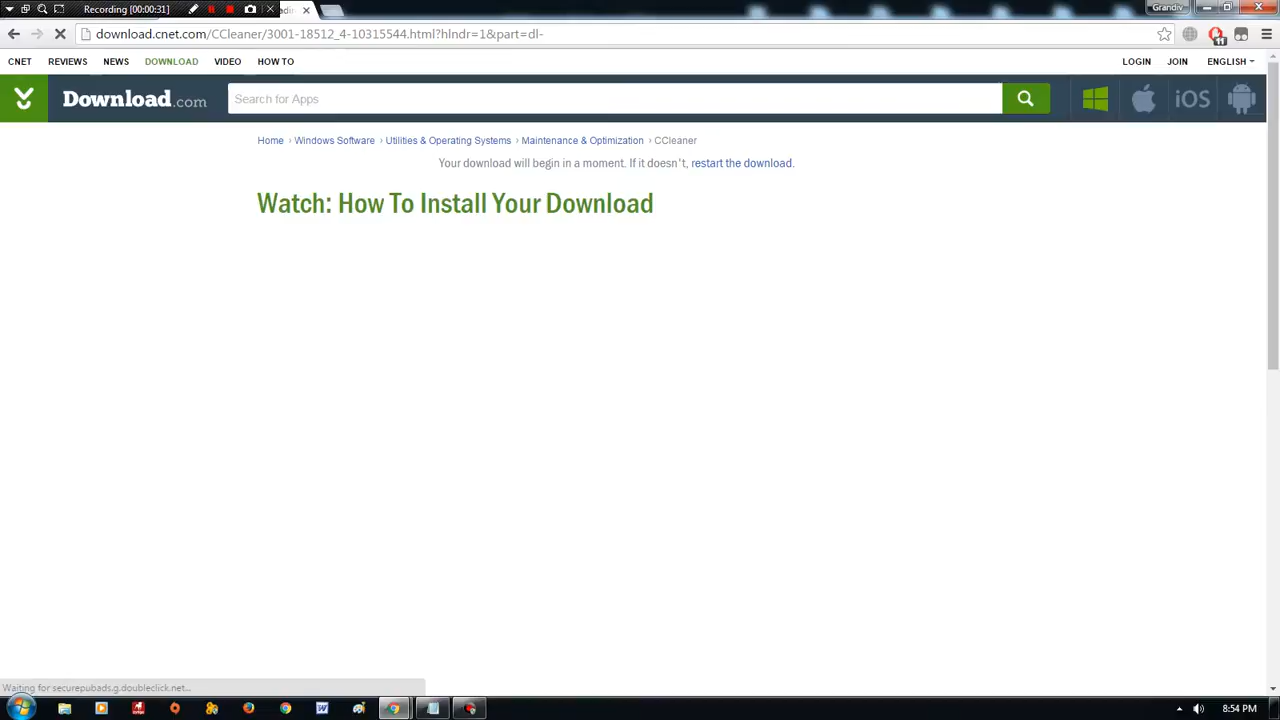 Recording [00:00:31]
Grandiv
download.cnet.com/CCleaner/3001-18512_4-10315544.html?hlndr=1&part=dl-
11
CNET REVIEWS NEWS DOWNLOAD VIDEO HOW TO LOGIN JOIN ENGLISH
Download.com Search for Apps iOS
Home › Windows Software › Utilities & Operating Systems › Maintenance & Optimization › CCleaner
Your download will begin in a moment. If it doesn't, restart the download.
Watch: How To Install Your Download
Waiting for securepubads.g.doubleclick.net...
8:54 PM